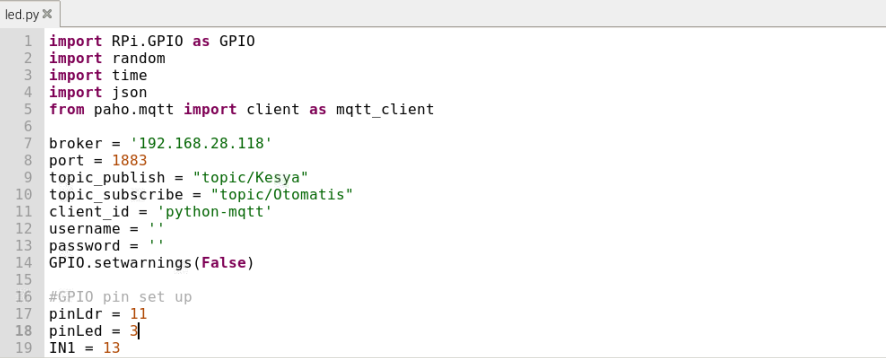 led.py
1 import RPi.GPIO as GPIO
2 import random
3 import time
4 import json
5 from paho.mqtt import client as mqtt_client
6
7 broker = '192.168.28.118'
8 port = 1883
9 topic_publish = "topic/Kesya"
10 topic_subscribe = "topic/Otomatis"
11 client_id = 'python-mqtt'
12 username = ''
13 password = ''
14 GPIO.setwarnings(False)
15
16 #GPIO pin set up
17 pinLdr = 11
18 pinLed = 3
19 IN1 = 13